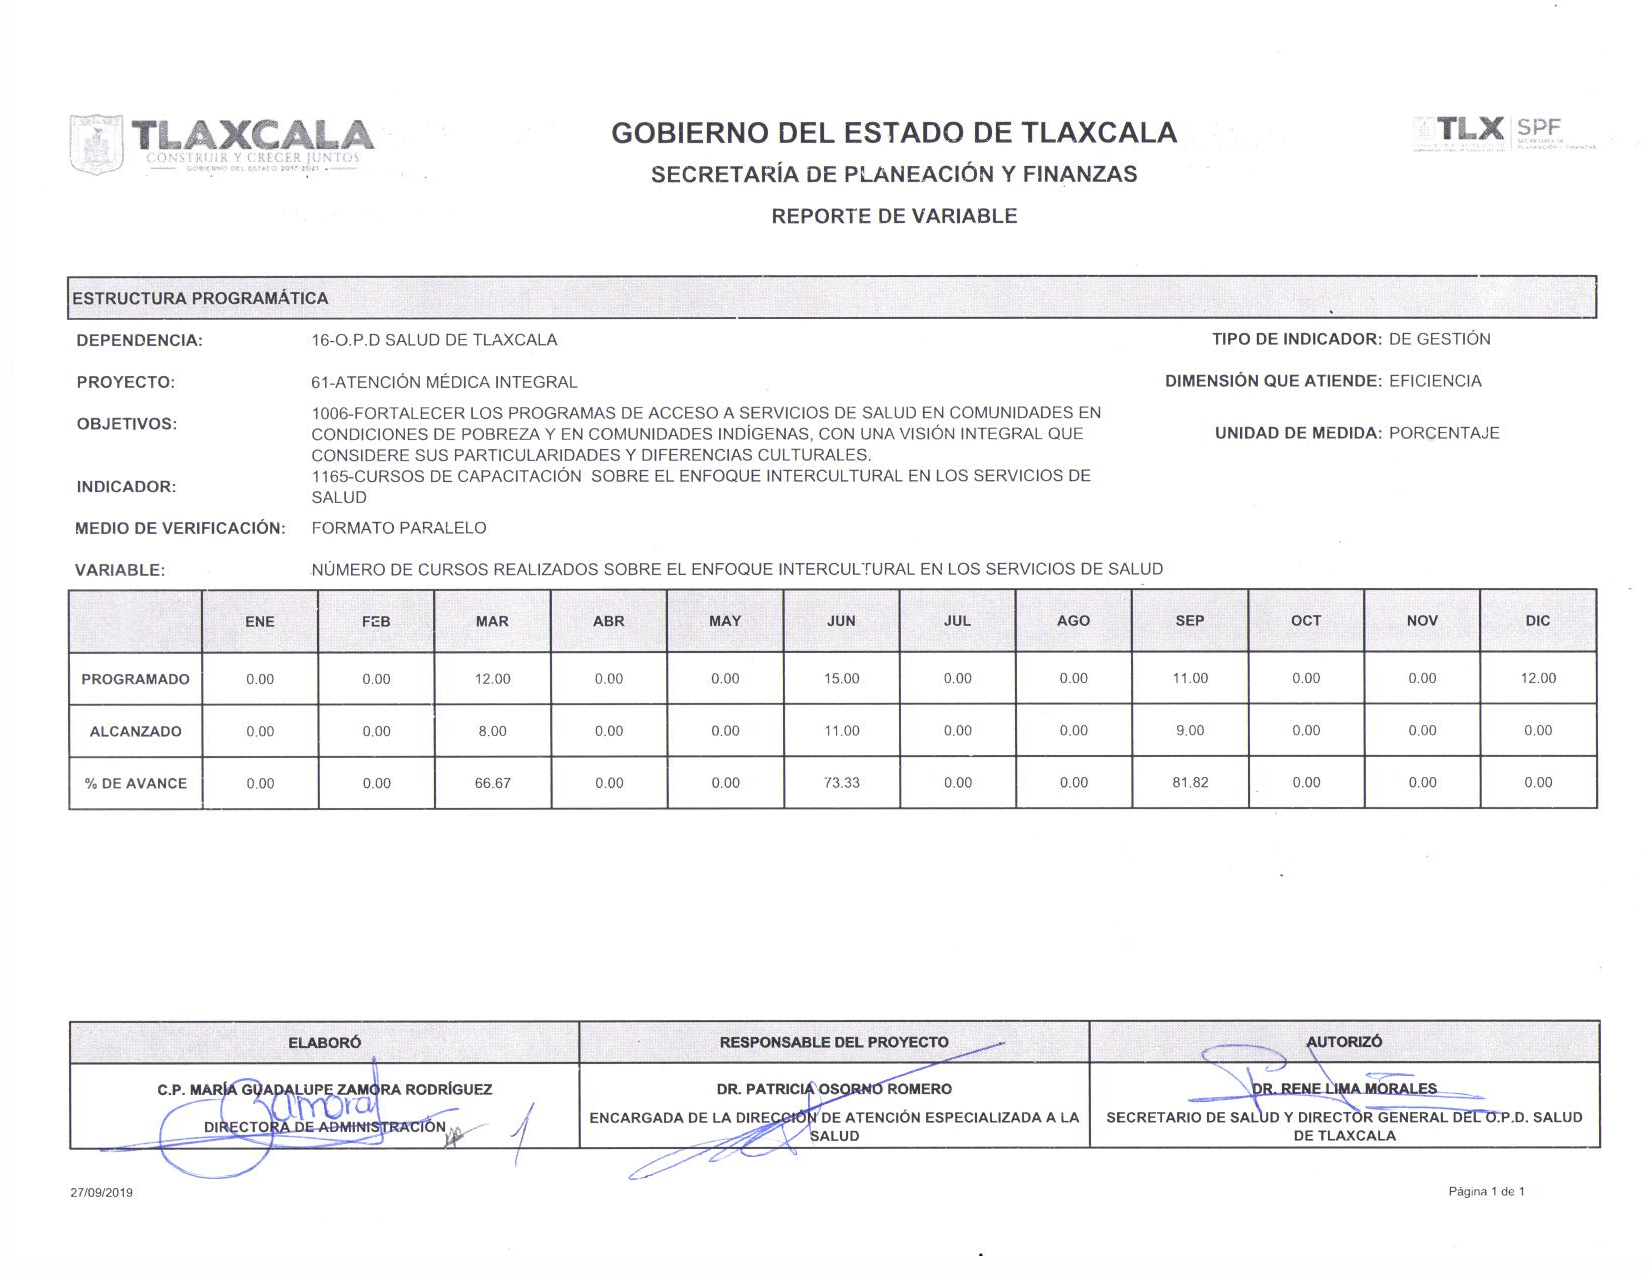 TLAXCALA
CONSTRUIR Y CRECER JUNTOS
GOBIERNO DEL ESTADO 2017-2021
GOBIERNO DEL ESTADO DE TLAXCALA
SECRETARÍA DE PLANEACIÓN Y FINANZAS
REPORTE DE VARIABLE
TLX SPF
ESTRUCTURA PROGRAMÁTICA
DEPENDENCIA: 16-O.P.D SALUD DE TLAXCALA TIPO DE INDICADOR: DE GESTIÓN
PROYECTO: 61-ATENCIÓN MÉDICA INTEGRAL DIMENSIÓN QUE ATIENDE: EFICIENCIA
OBJETIVOS: 1006-FORTALECER LOS PROGRAMAS DE ACCESO A SERVICIOS DE SALUD EN COMUNIDADES EN
CONDICIONES DE POBREZA Y EN COMUNIDADES INDÍGENAS, CON UNA VISIÓN INTEGRAL QUE UNIDAD DE MEDIDA: PORCENTAJE
CONSIDERE SUS PARTICULARIDADES Y DIFERENCIAS CULTURALES.
INDICADOR: 1165-CURSOS DE CAPACITACIÓN SOBRE EL ENFOQUE INTERCULTURAL EN LOS SERVICIOS DE
SALUD
MEDIO DE VERIFICACIÓN: FORMATO PARALELO
VARIABLE: NÚMERO DE CURSOS REALIZADOS SOBRE EL ENFOQUE INTERCULTURAL EN LOS SERVICIOS DE SALUD
ENE FEB MAR ABR MAY JUN JUL AGO SEP OCT NOV DIC
PROGRAMADO 0.00 0.00 12.00 0.00 0.00 15.00 0.00 0.00 11.00 0.00 0.00 12.00
ALCANZADO 0.00 0.00 8.00 0.00 0.00 11.00 0.00 0.00 9.00 0.00 0.00 0.00
% DE AVANCE 0.00 0.00 66.67 0.00 0.00 73.33 0.00 0.00 81.82 0.00 0.00 0.00
ELABORÓ RESPONSABLE DEL PROYECTO AUTORIZÓ
C.P. MARÍA GUADALUPE ZAMORA RODRÍGUEZ DR. PATRICIA OSORNO ROMERO DR. RENE LIMA MORALES
Zamora
DIRECTORA DE ADMINISTRACIÓN ENCARGADA DE LA DIRECCIÓN DE ATENCIÓN ESPECIALIZADA A LA SECRETARIO DE SALUD Y DIRECTOR GENERAL DEL O.P.D. SALUD
SALUD DE TLAXCALA
27/09/2019 Página 1 de 1